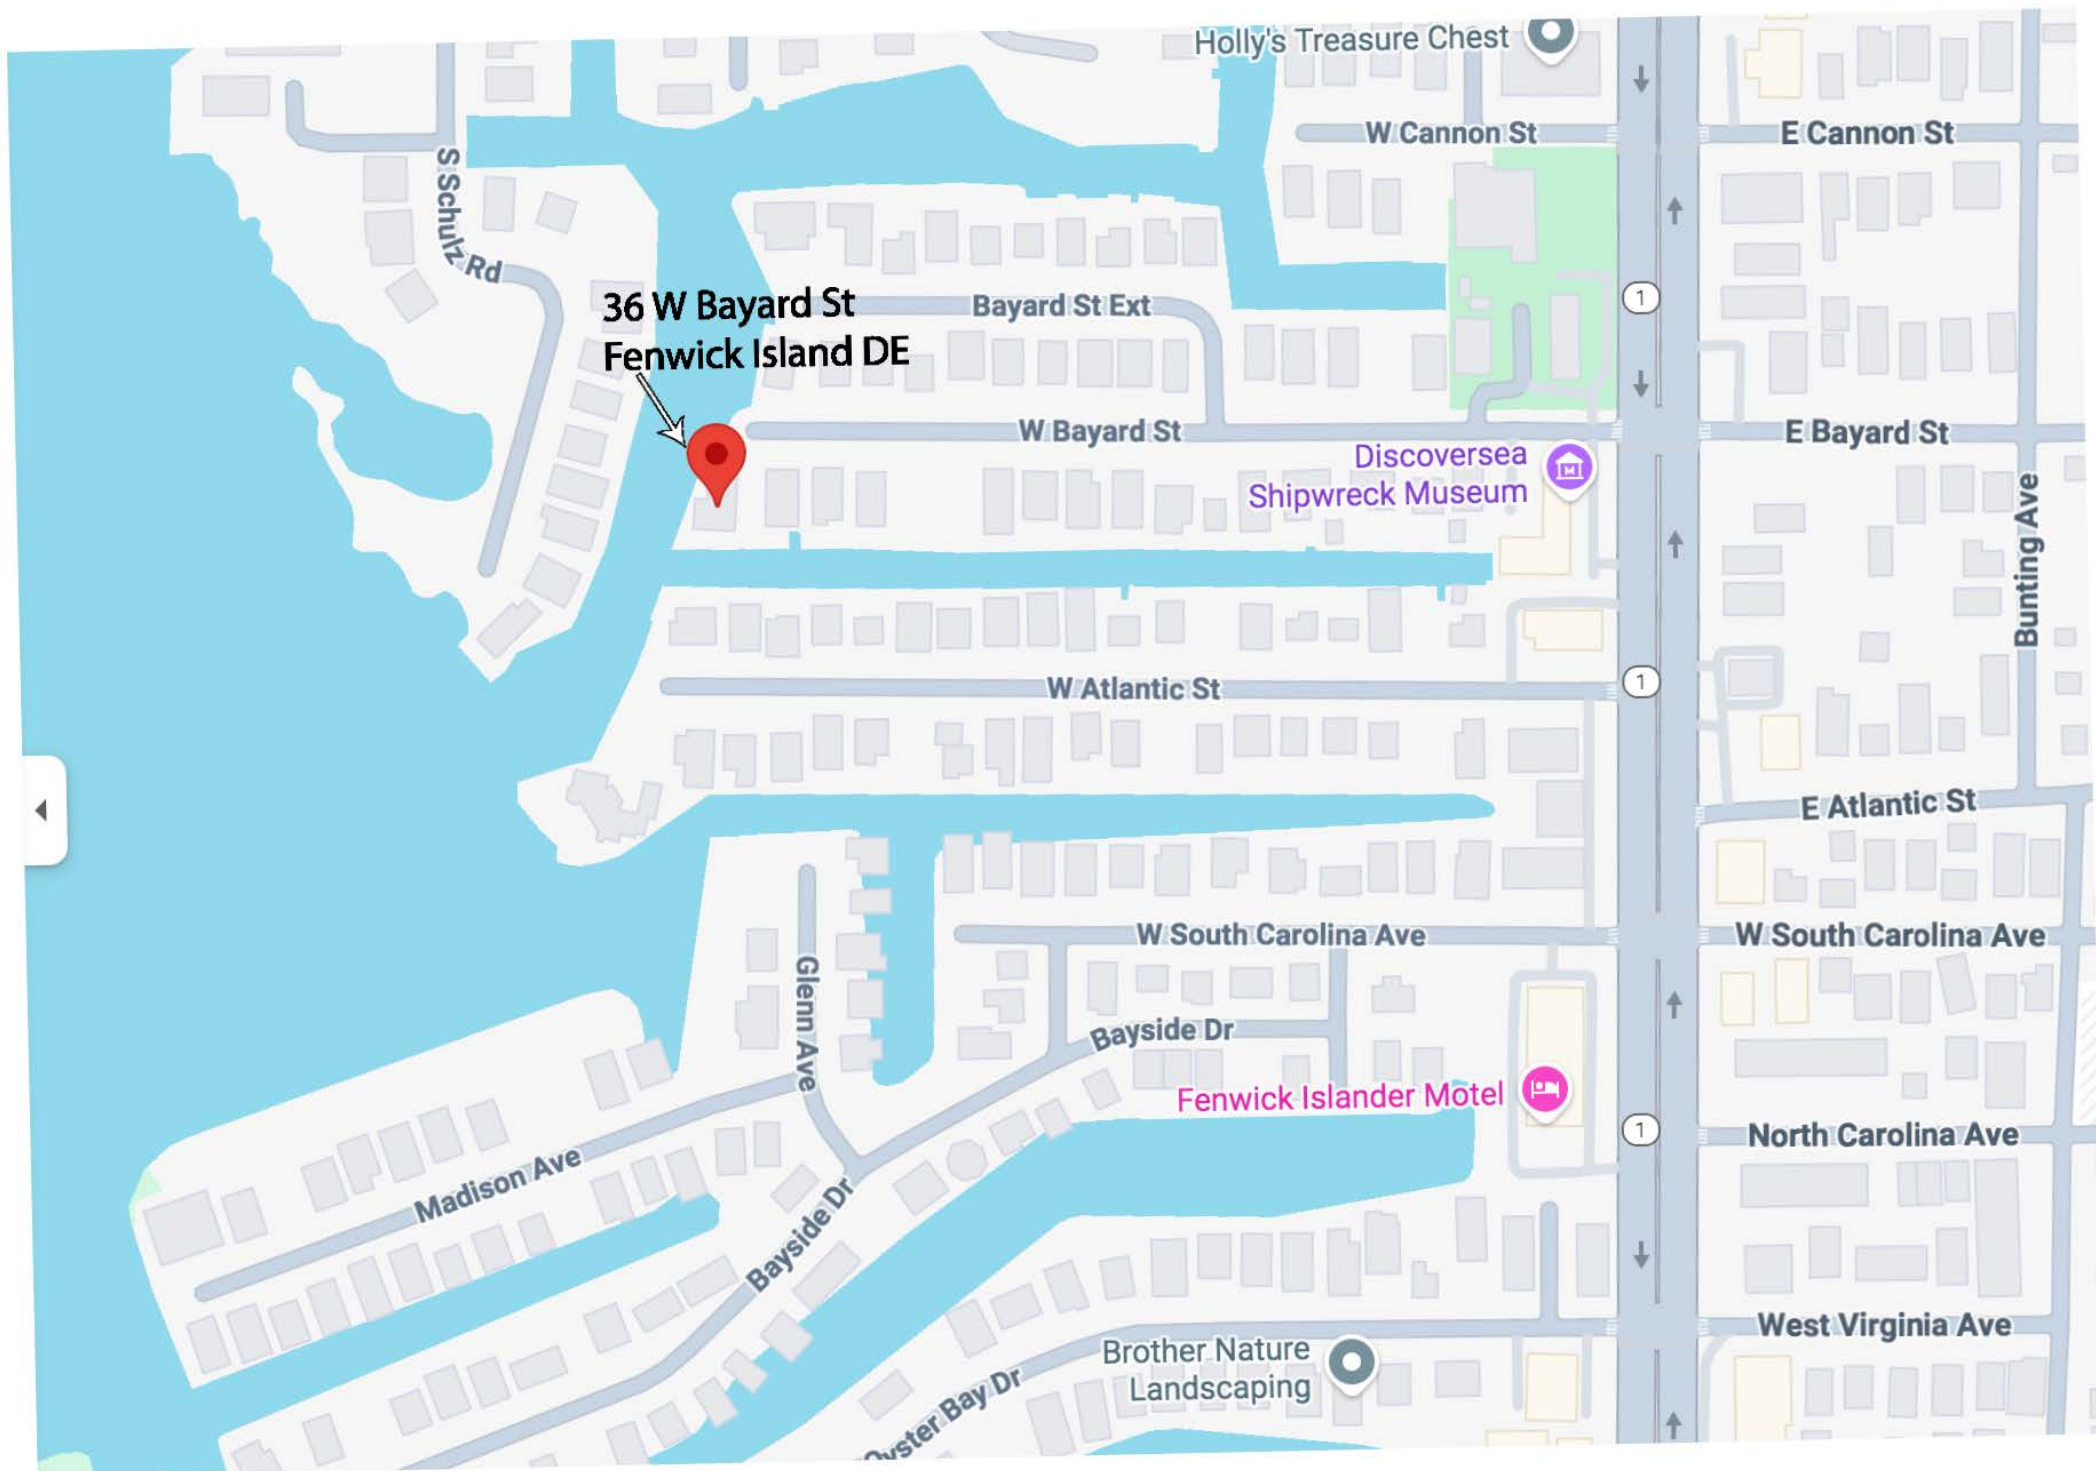 Holly's Treasure Chest
W Cannon St
E Cannon St
S Schulz Rd
36 W Bayard St
Fenwick Island DE
Bayard St Ext
1
W Bayard St
E Bayard St
Discoversea
Shipwreck Museum
M
Bunting Ave
W Atlantic St
1
E Atlantic St
W South Carolina Ave
W South Carolina Ave
Glenn Ave
Bayside Dr
Fenwick Islander Motel
1
North Carolina Ave
Madison Ave
Bayside Dr
West Virginia Ave
Brother Nature
Landscaping
Oyster Bay Dr